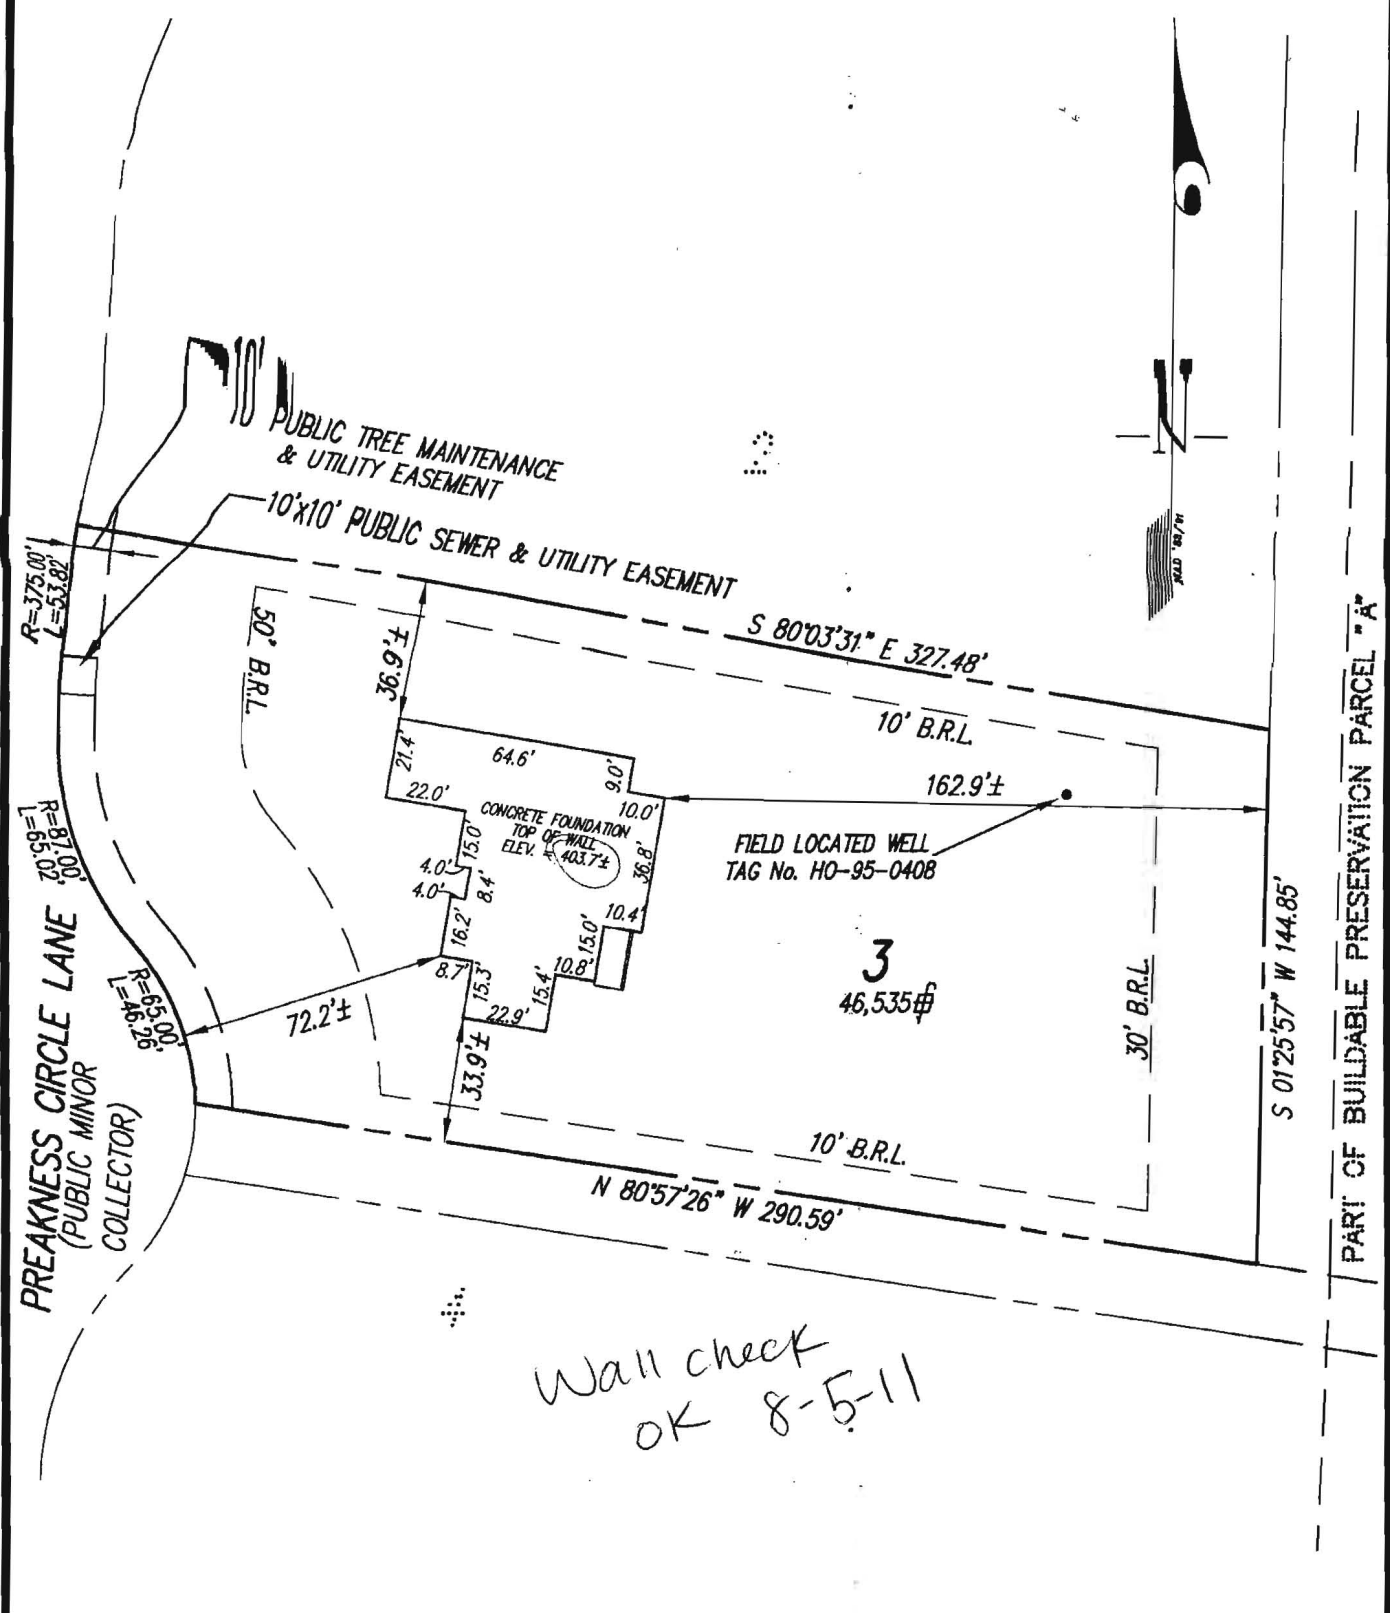 10'
PUBLIC TREE MAINTENANCE
& UTILITY EASEMENT
10'x10' PUBLIC SEWER & UTILITY EASEMENT
2
R=375.00'
L=53.82'
50' B.R.L.
36.9'±
S 80°03'31" E 327.48'
10' B.R.L.
21.4'
64.6'
9.0'
22.0'
10.0'
162.9'±
CONCRETE FOUNDATION
TOP OF WALL
ELEV. = 403.7'±
15.0'
36.8'
FIELD LOCATED WELL
TAG No. HO-95-0408
4.0'
4.0'
8.4'
16.2'
10.4'
15.0'
8.7'
15.3'
10.8'
15.4'
22.9'
3
46,535
R=87.00'
L=65.02'
R=65.00'
L=46.26'
72.2'±
33.9'±
30' B.R.L.
S 01°25'57" W 144.85'
PART OF BUILDABLE PRESERVATION PARCEL "A"
PREAKNESS CIRCLE LANE
(PUBLIC MINOR
COLLECTOR)
10' B.R.L.
N 80°57'26" W 290.59'
4
Wall check
OK 8-5-11